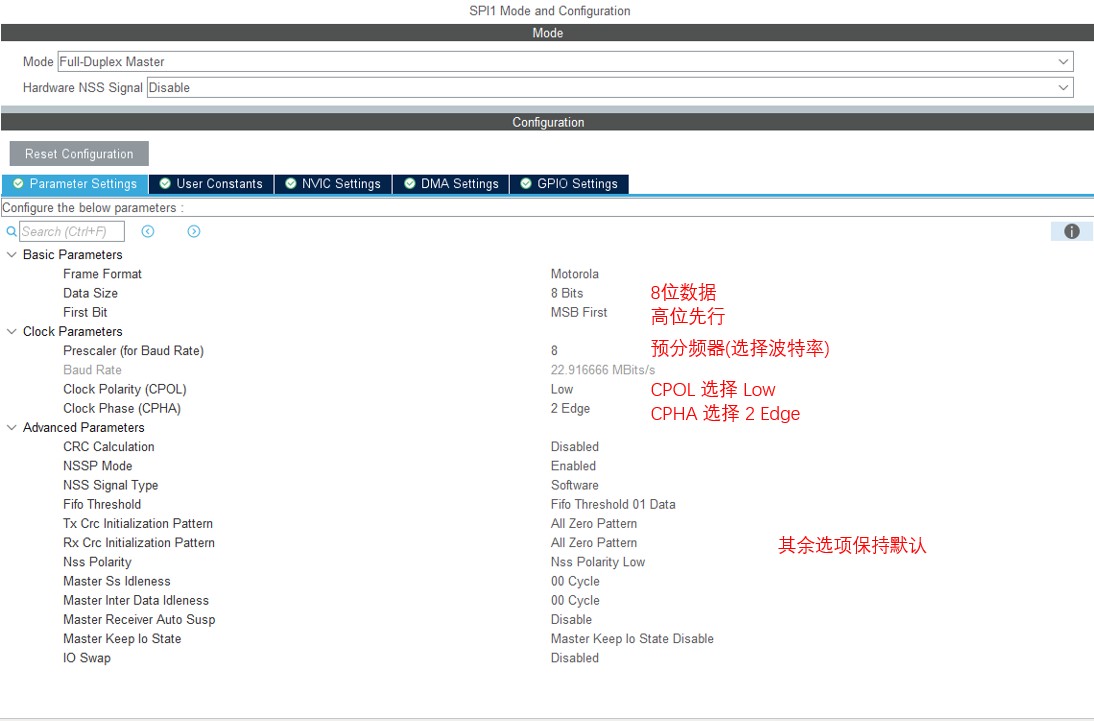 SPI1 Mode and Configuration
Mode
Mode Full-Duplex Master
Hardware NSS Signal Disable
Configuration
Reset Configuration
Parameter Settings User Constants NVIC Settings DMA Settings GPIO Settings
Configure the below parameters :
Search (Ctrl+F)
Basic Parameters
Frame Format Motorola
Data Size 8 Bits 8位数据
First Bit MSB First 高位先行
Clock Parameters
Prescaler (for Baud Rate) 8 预分频器(选择波特率)
Baud Rate 22.916666 MBits/s
Clock Polarity (CPOL) Low CPOL 选择 Low
Clock Phase (CPHA) 2 Edge CPHA 选择 2 Edge
Advanced Parameters
CRC Calculation Disabled
NSSP Mode Enabled
NSS Signal Type Software
Fifo Threshold Fifo Threshold 01 Data
Tx Crc Initialization Pattern All Zero Pattern
Rx Crc Initialization Pattern All Zero Pattern 其余选项保持默认
Nss Polarity Nss Polarity Low
Master Ss Idleness 00 Cycle
Master Inter Data Idleness 00 Cycle
Master Receiver Auto Susp Disable
Master Keep Io State Master Keep Io State Disable
IO Swap Disabled